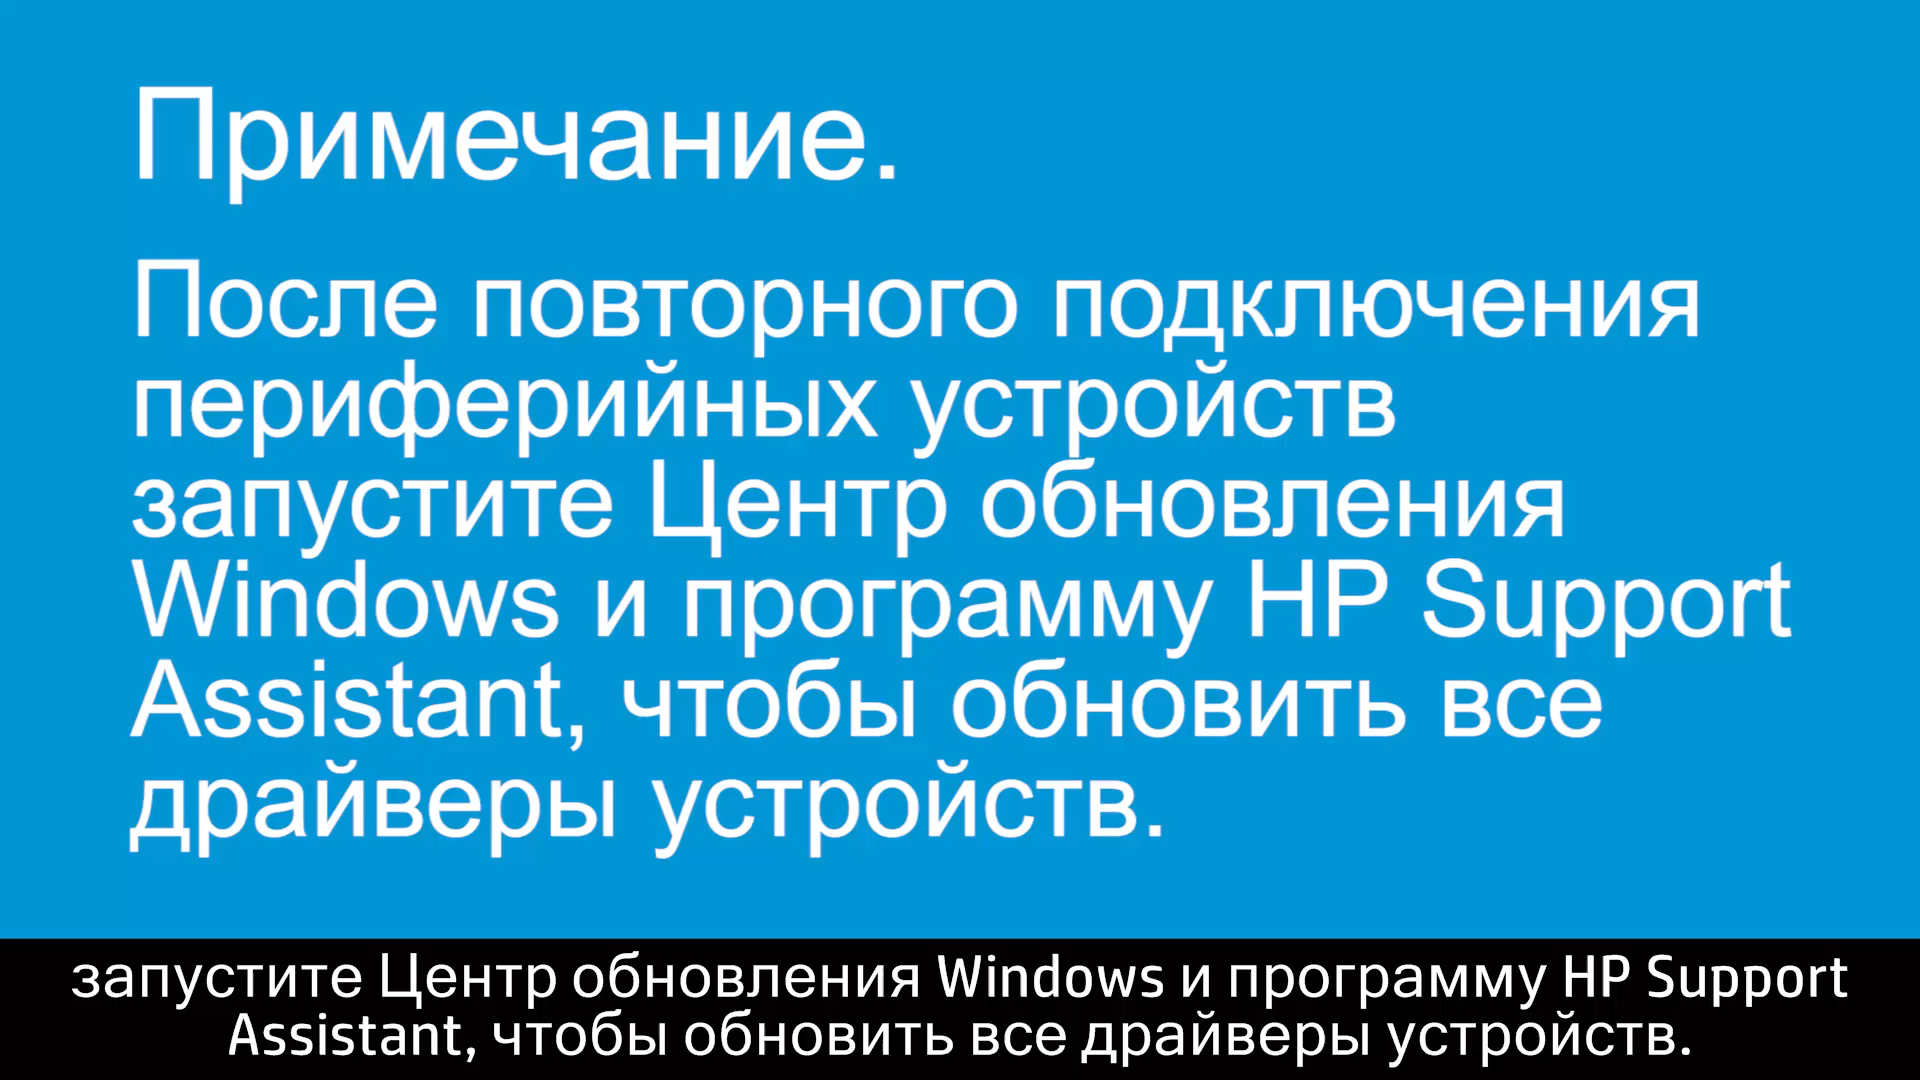 Примечание.
После повторного подключения
периферийных устройств
запустите Центр обновления
Windows и программу HP Support
Assistant, чтобы обновить все
драйверы устройств.
запустите Центр обновления Windows и программу HP Support
Assistant, чтобы обновить все драйверы устройств.